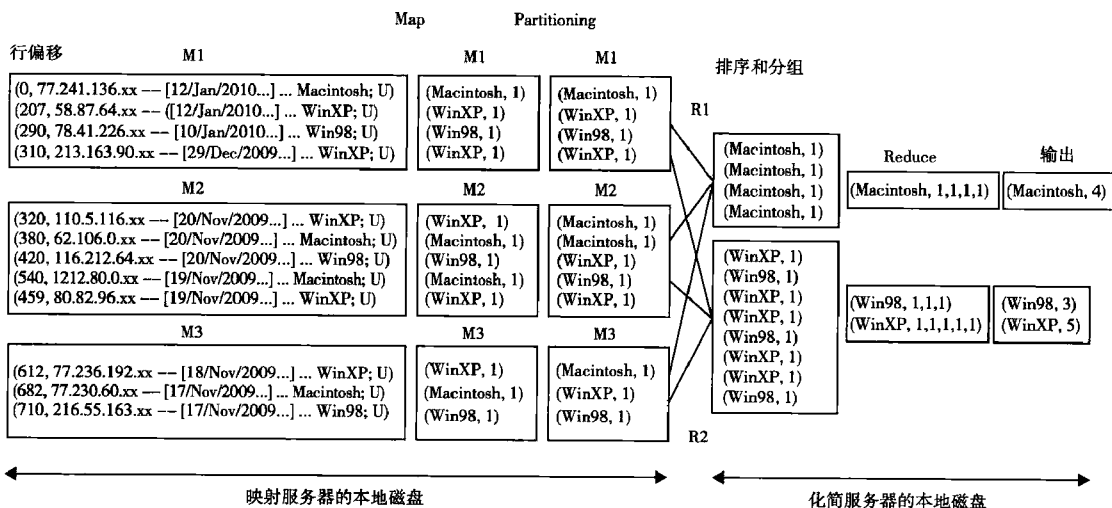 Map
Partitioning
行偏移
M1
(0, 77.241.136.xx — [12/Jan/2010...] ... Macintosh; U)
(207, 58.87.64.xx — ([12/Jan/2010...] ... WinXP; U)
(290, 78.41.226.xx — [10/Jan/2010...] ... Win98; U)
(310, 213.163.90.xx — [29/Dec/2009...] ... WinXP; U)
M2
(320, 110.5.116.xx — [20/Nov/2009...] ... WinXP; U)
(380, 62.106.0.xx — [20/Nov/2009...] ... Macintosh; U)
(420, 116.212.64.xx — [20/Nov/2009...] ... Win98; U)
(540, 1212.80.0.xx — [19/Nov/2009...] ... Macintosh; U)
(459, 80.82.96.xx — [19/Nov/2009...] ... WinXP; U)
M3
(612, 77.236.192.xx — [18/Nov/2009...] ... WinXP; U)
(682, 77.230.60.xx — [17/Nov/2009...] ... Macintosh; U)
(710, 216.55.163.xx — [17/Nov/2009...] ... Win98; U)
M1
(Macintosh, 1)
(WinXP, 1)
(Win98, 1)
(WinXP, 1)
M2
(WinXP, 1)
(Macintosh, 1)
(Win98, 1)
(Macintosh, 1)
(WinXP, 1)
M3
(WinXP, 1)
(Macintosh, 1)
(Win98, 1)
M1
(Macintosh, 1)
(WinXP, 1)
(Win98, 1)
(WinXP, 1)
M2
(Macintosh, 1)
(Macintosh, 1)
(WinXP, 1)
(Win98, 1)
(WinXP, 1)
M3
(Macintosh, 1)
(WinXP, 1)
(Win98, 1)
R1
R2
排序和分组
(Macintosh, 1)
(Macintosh, 1)
(Macintosh, 1)
(Macintosh, 1)
(WinXP, 1)
(Win98, 1)
(WinXP, 1)
(WinXP, 1)
(Win98, 1)
(WinXP, 1)
(WinXP, 1)
(Win98, 1)
Reduce
(Macintosh, 1,1,1,1)
(Win98, 1,1,1)
(WinXP, 1,1,1,1,1)
输出
(Macintosh, 4)
(Win98, 3)
(WinXP, 5)
映射服务器的本地磁盘
化简服务器的本地磁盘